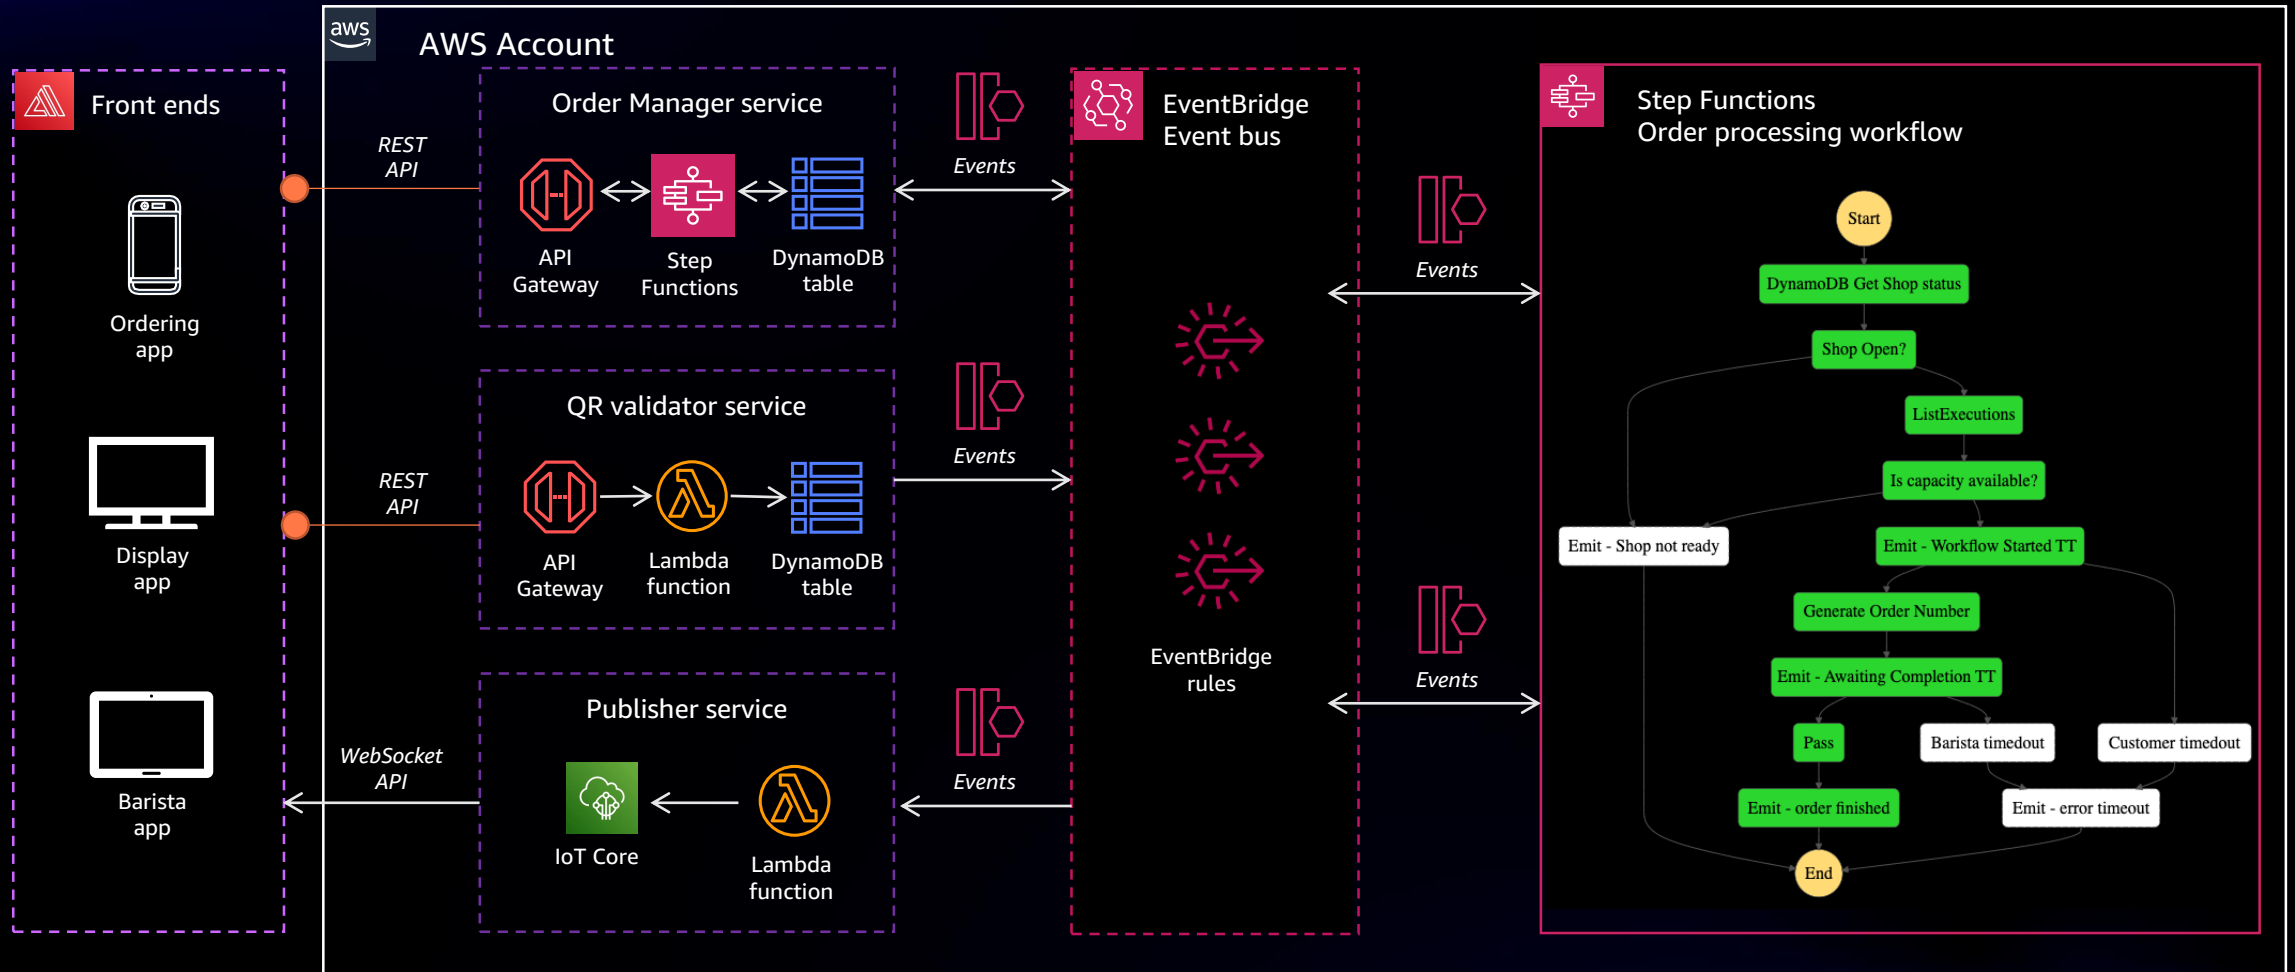 aws
AWS Account
Front ends
Ordering
app
Display
app
Barista
app
REST
API
REST
API
WebSocket
API
Order Manager service
API
Gateway
Step
Functions
DynamoDB
table
QR validator service
API
Gateway
Lambda
function
DynamoDB
table
Publisher service
IoT Core
Lambda
function
Events
Events
Events
EventBridge
Event bus
EventBridge
rules
Events
Events
Step Functions
Order processing workflow
Start
DynamoDB Get Shop status
Shop Open?
ListExecutions
Is capacity available?
Emit - Shop not ready
Emit - Workflow Started TT
Generate Order Number
Emit - Awaiting Completion TT
Pass
Barista timedout
Customer timedout
Emit - order finished
Emit - error timeout
End